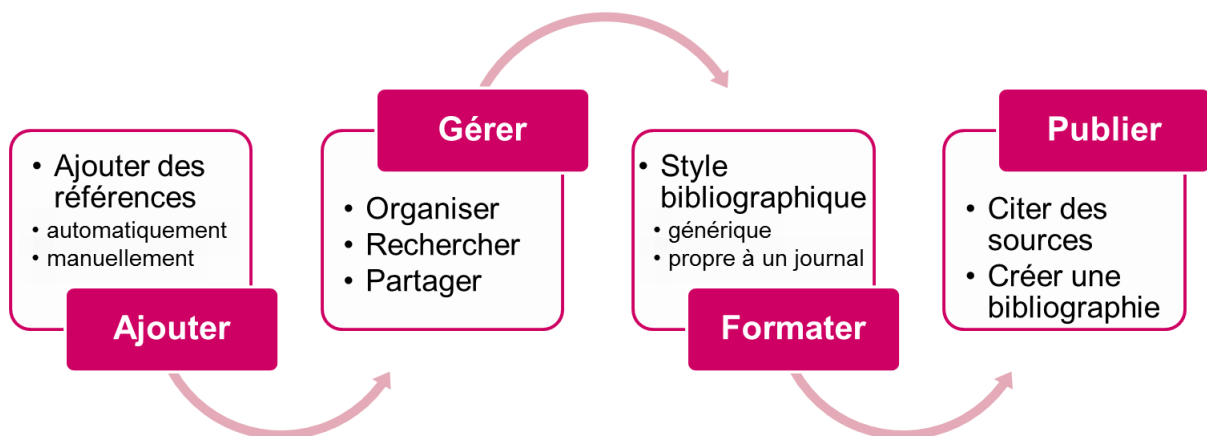 • Ajouter des
références
• automatiquement
• manuellement
Ajouter
Gérer
• Organiser
• Rechercher
• Partager
• Style
bibliographique
• générique
• propre à un journal
Formater
Publier
• Citer des
sources
• Créer une
bibliographie